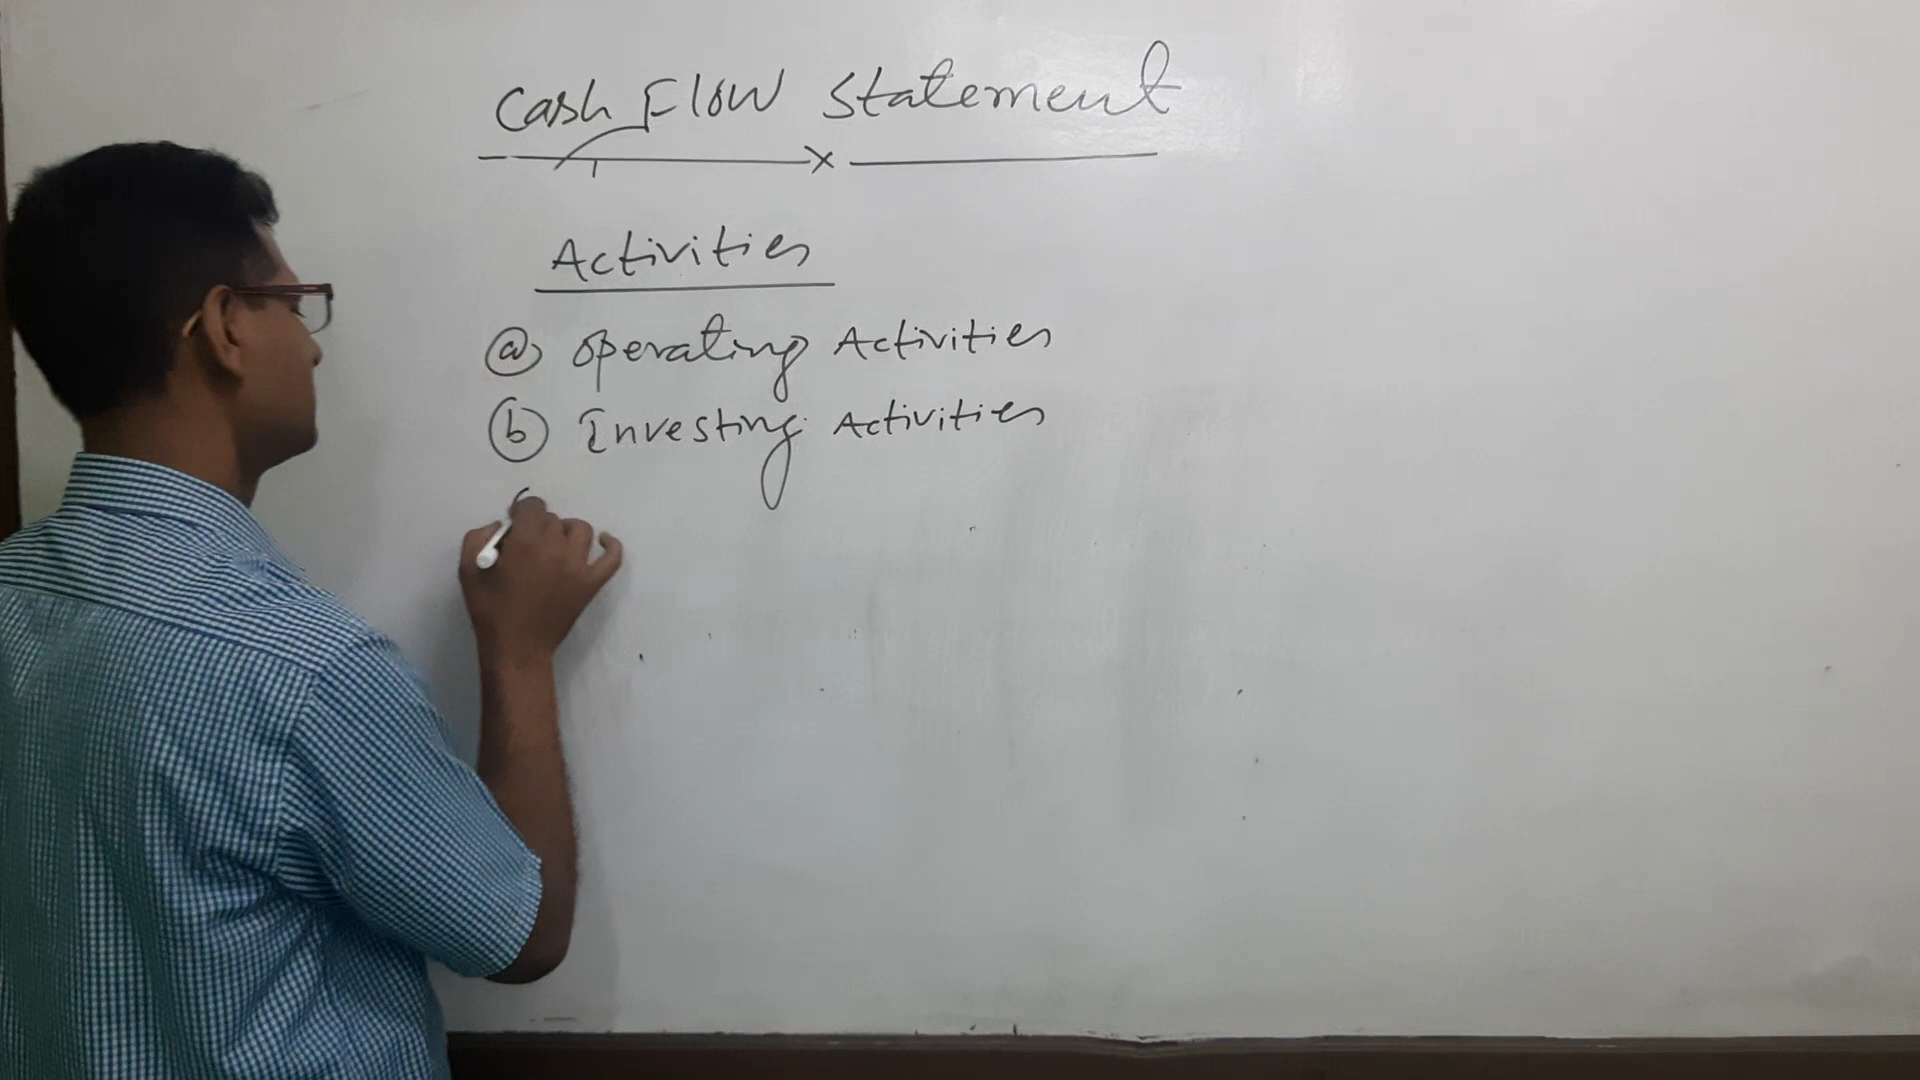 Cash Flow Statement
Activities
(a) Operating Activities
(b) Investing Activities